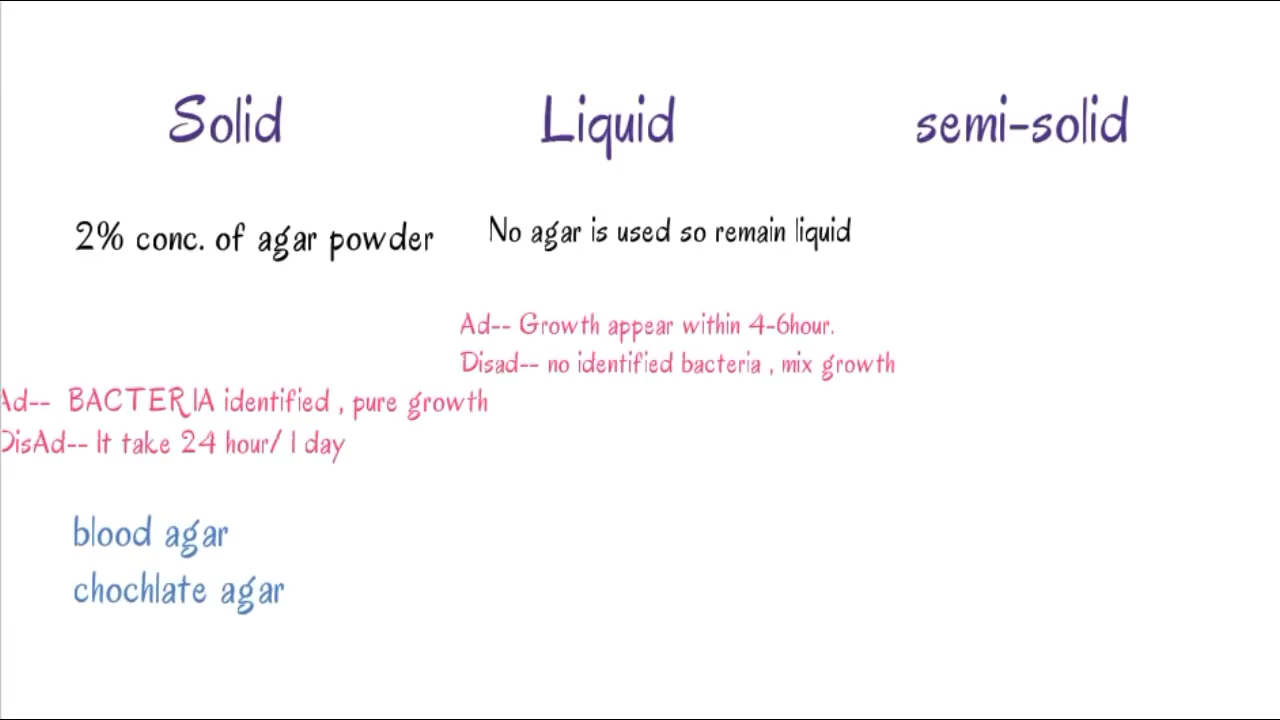 Solid
Liquid
semi-solid
2% conc. of agar powder
No agar is used so remain liquid
Ad-- Growth appear within 4-6hour.
Disad-- no identified bacteria , mix growth
Ad-- BACTERIA identified , pure growth
DisAd-- It take 24 hour/ 1 day
blood agar
chochlate agar